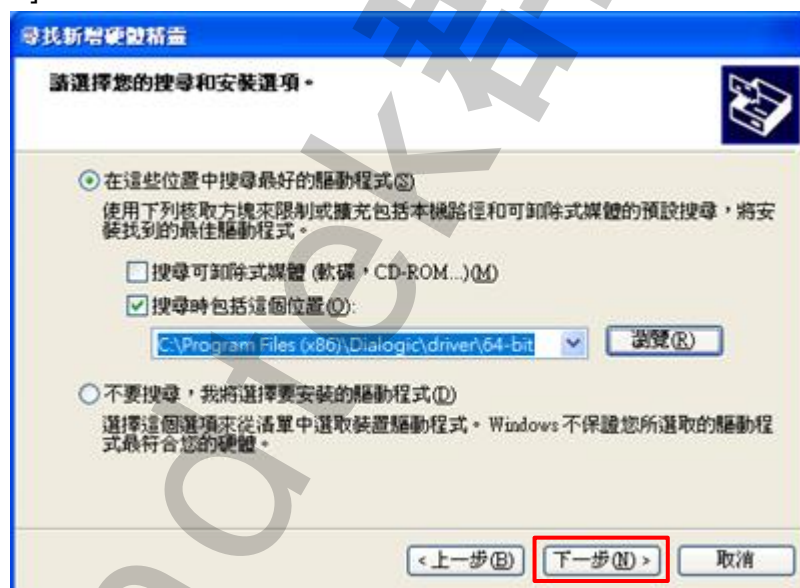 尋找新增硬體精靈
請選擇您的搜尋和安裝選項。
在這些位置中搜尋最好的驅動程式(S)
使用下列核取方塊來限制或擴充包括本機路徑和可卸除式媒體的預設搜尋，將安
裝找到的最佳驅動程式。
搜尋可卸除式媒體 (軟碟，CD-ROM...)(M)
搜尋時包括這個位置(O):
C:\Program Files (x86)\Dialogic\driver\64-bit
瀏覽(R)
不要搜尋，我將選擇要安裝的驅動程式(D)
選擇這個選項來從清單中選取裝置驅動程式。Windows 不保證您所選取的驅動程
式最符合您的硬體。
<上一步(B) 下一步(N)> 取消